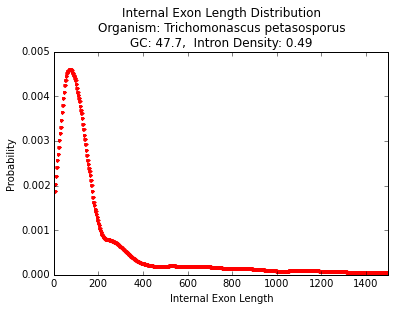 Internal Exon Length Distribution
Organism: Trichomonascus petasosporus
GC: 47.7,  Intron Density: 0.49
0.005
0.004
0.003
0.002
0.001
0.000
Probability
0 200 400 600 800 1000 1200 1400
Internal Exon Length